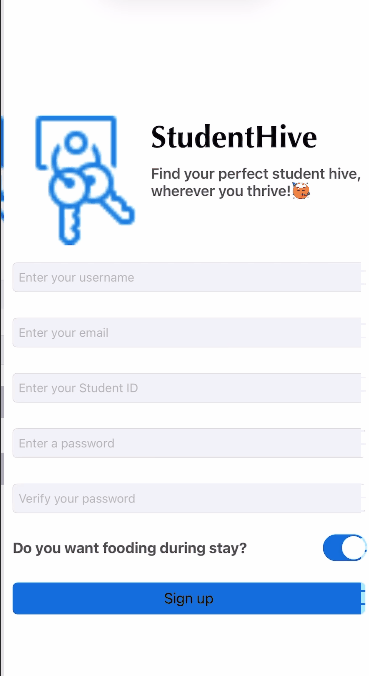 StudentHive
Find your perfect student hive,
wherever you thrive!
Enter your username
Enter your email
Enter your Student ID
Enter a password
Verify your password
Do you want fooding during stay?
Sign up